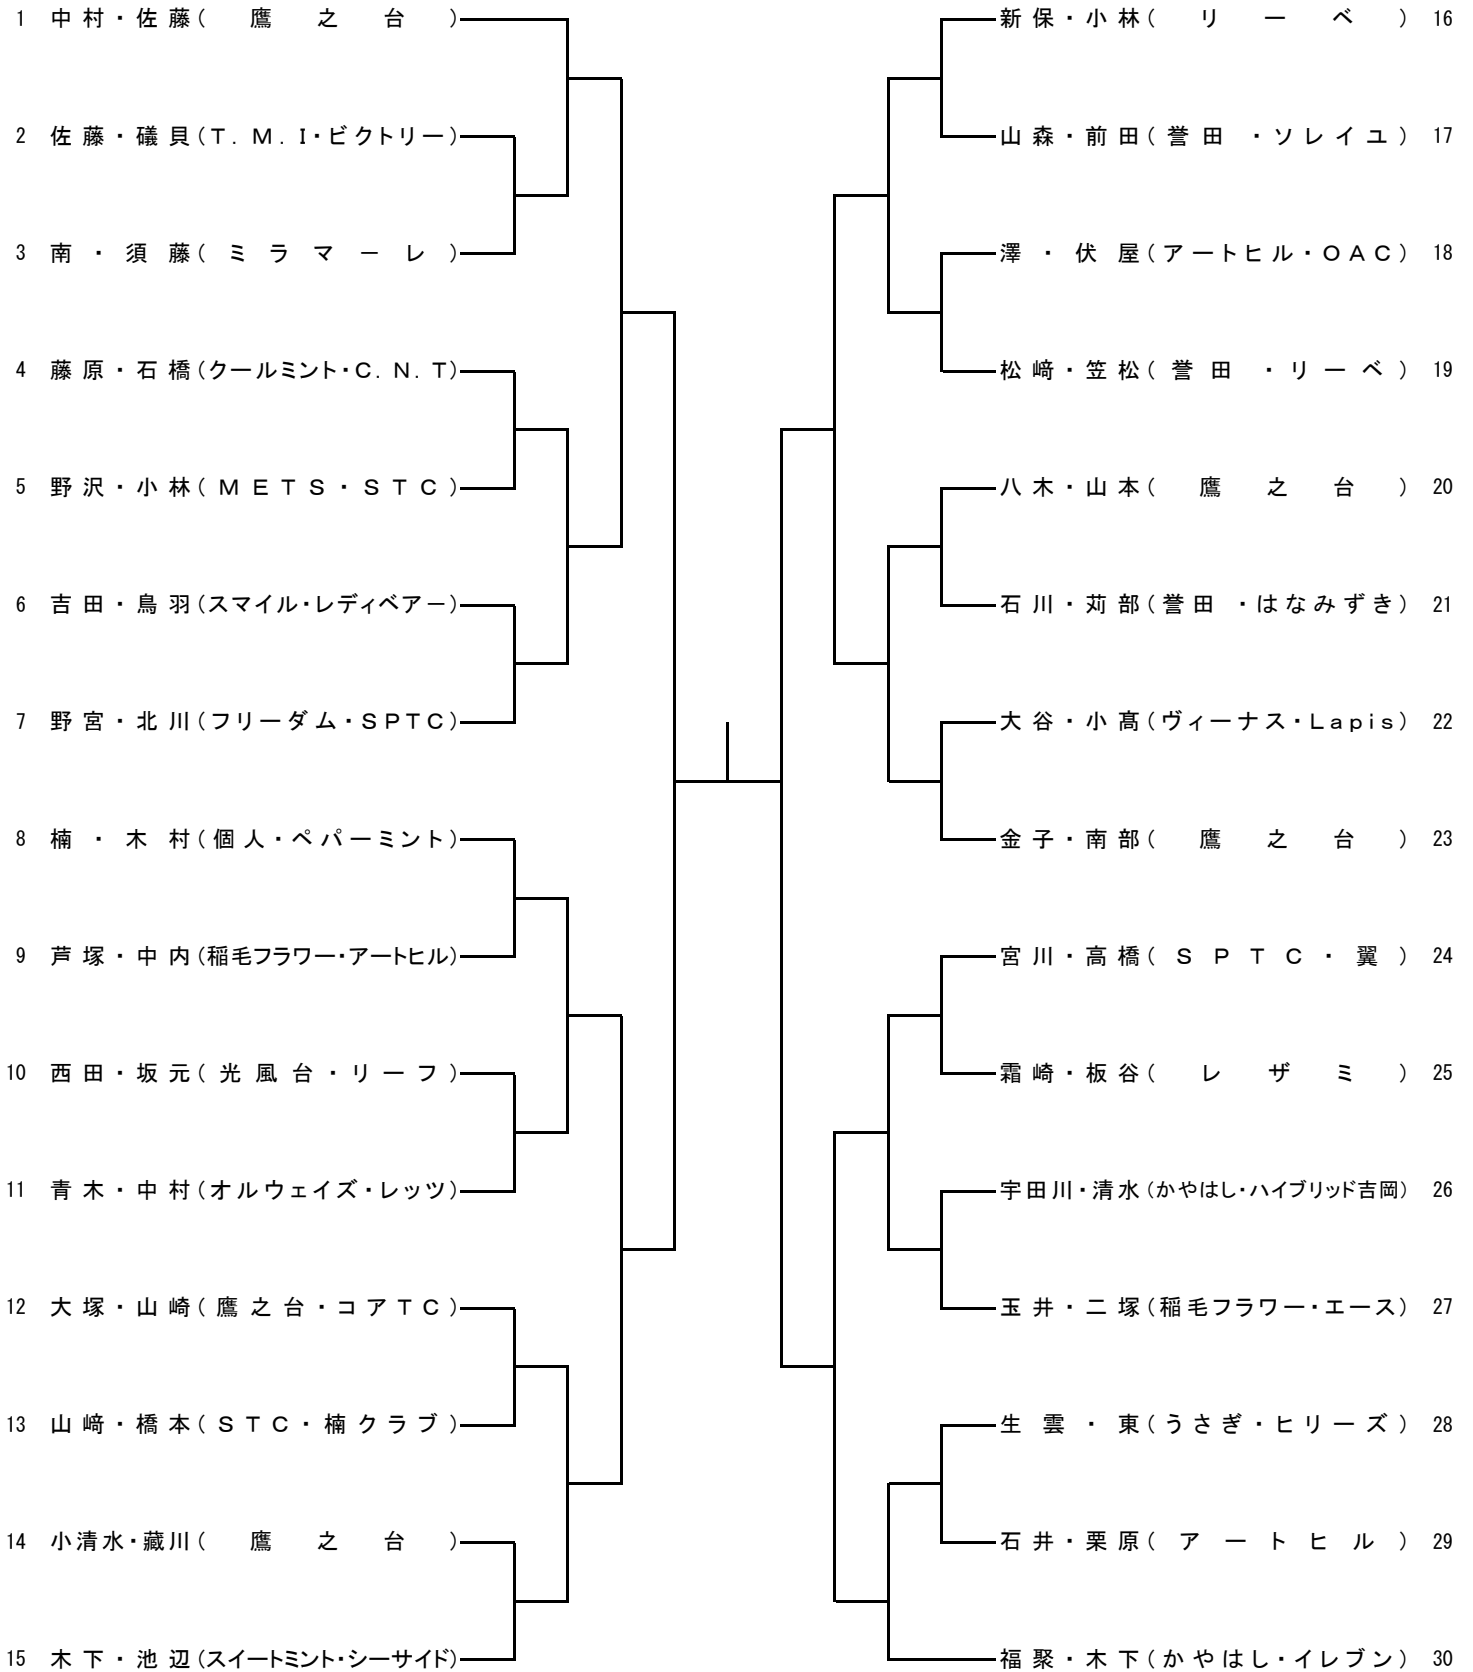 1 中村・佐藤(鷹之台)
2 佐藤・礒貝(T.M.I・ビクトリー)
3 南・須藤(ミラマーレ)
4 藤原・石橋(クールミント・C.N.T)
5 野沢・小林(METS・STC)
6 吉田・鳥羽(スマイル・レディベアー)
7 野宮・北川(フリーダム・SPTC)
8 楠・木村(個人・ペパーミント)
9 芦塚・中内(稲毛フラワー・アートヒル)
10 西田・坂元(光風台・リーフ)
11 青木・中村(オルウェイズ・レッツ)
12 大塚・山崎(鷹之台・コアTC)
13 山﨑・橋本(STC・楠クラブ)
14 小清水・藏川(鷹之台)
15 木下・池辺(スイートミント・シーサイド)
新保・小林(リーベ) 16
山森・前田(誉田・ソレイユ) 17
澤・伏屋(アートヒル・OAC) 18
松﨑・笠松(誉田・リーベ) 19
八木・山本(鷹之台) 20
石川・苅部(誉田・はなみずき) 21
大谷・小髙(ヴィーナス・Lapis) 22
金子・南部(鷹之台) 23
宮川・高橋(SPTC・翼) 24
霜崎・板谷(レザミ) 25
宇田川・清水(かやはし・ハイブリッド吉岡) 26
玉井・二塚(稲毛フラワー・エース) 27
生雲・東(うさぎ・ヒリーズ) 28
石井・栗原(アートヒル) 29
福聚・木下(かやはし・イレブン) 30